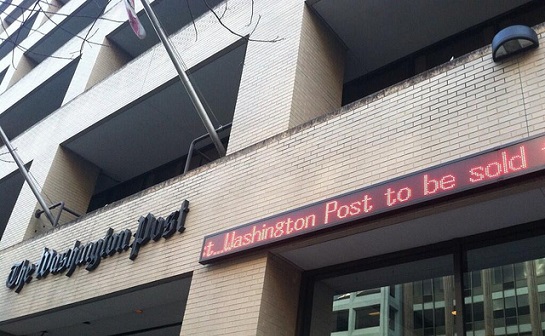 The Washington Post
t...Washington Post to be sold